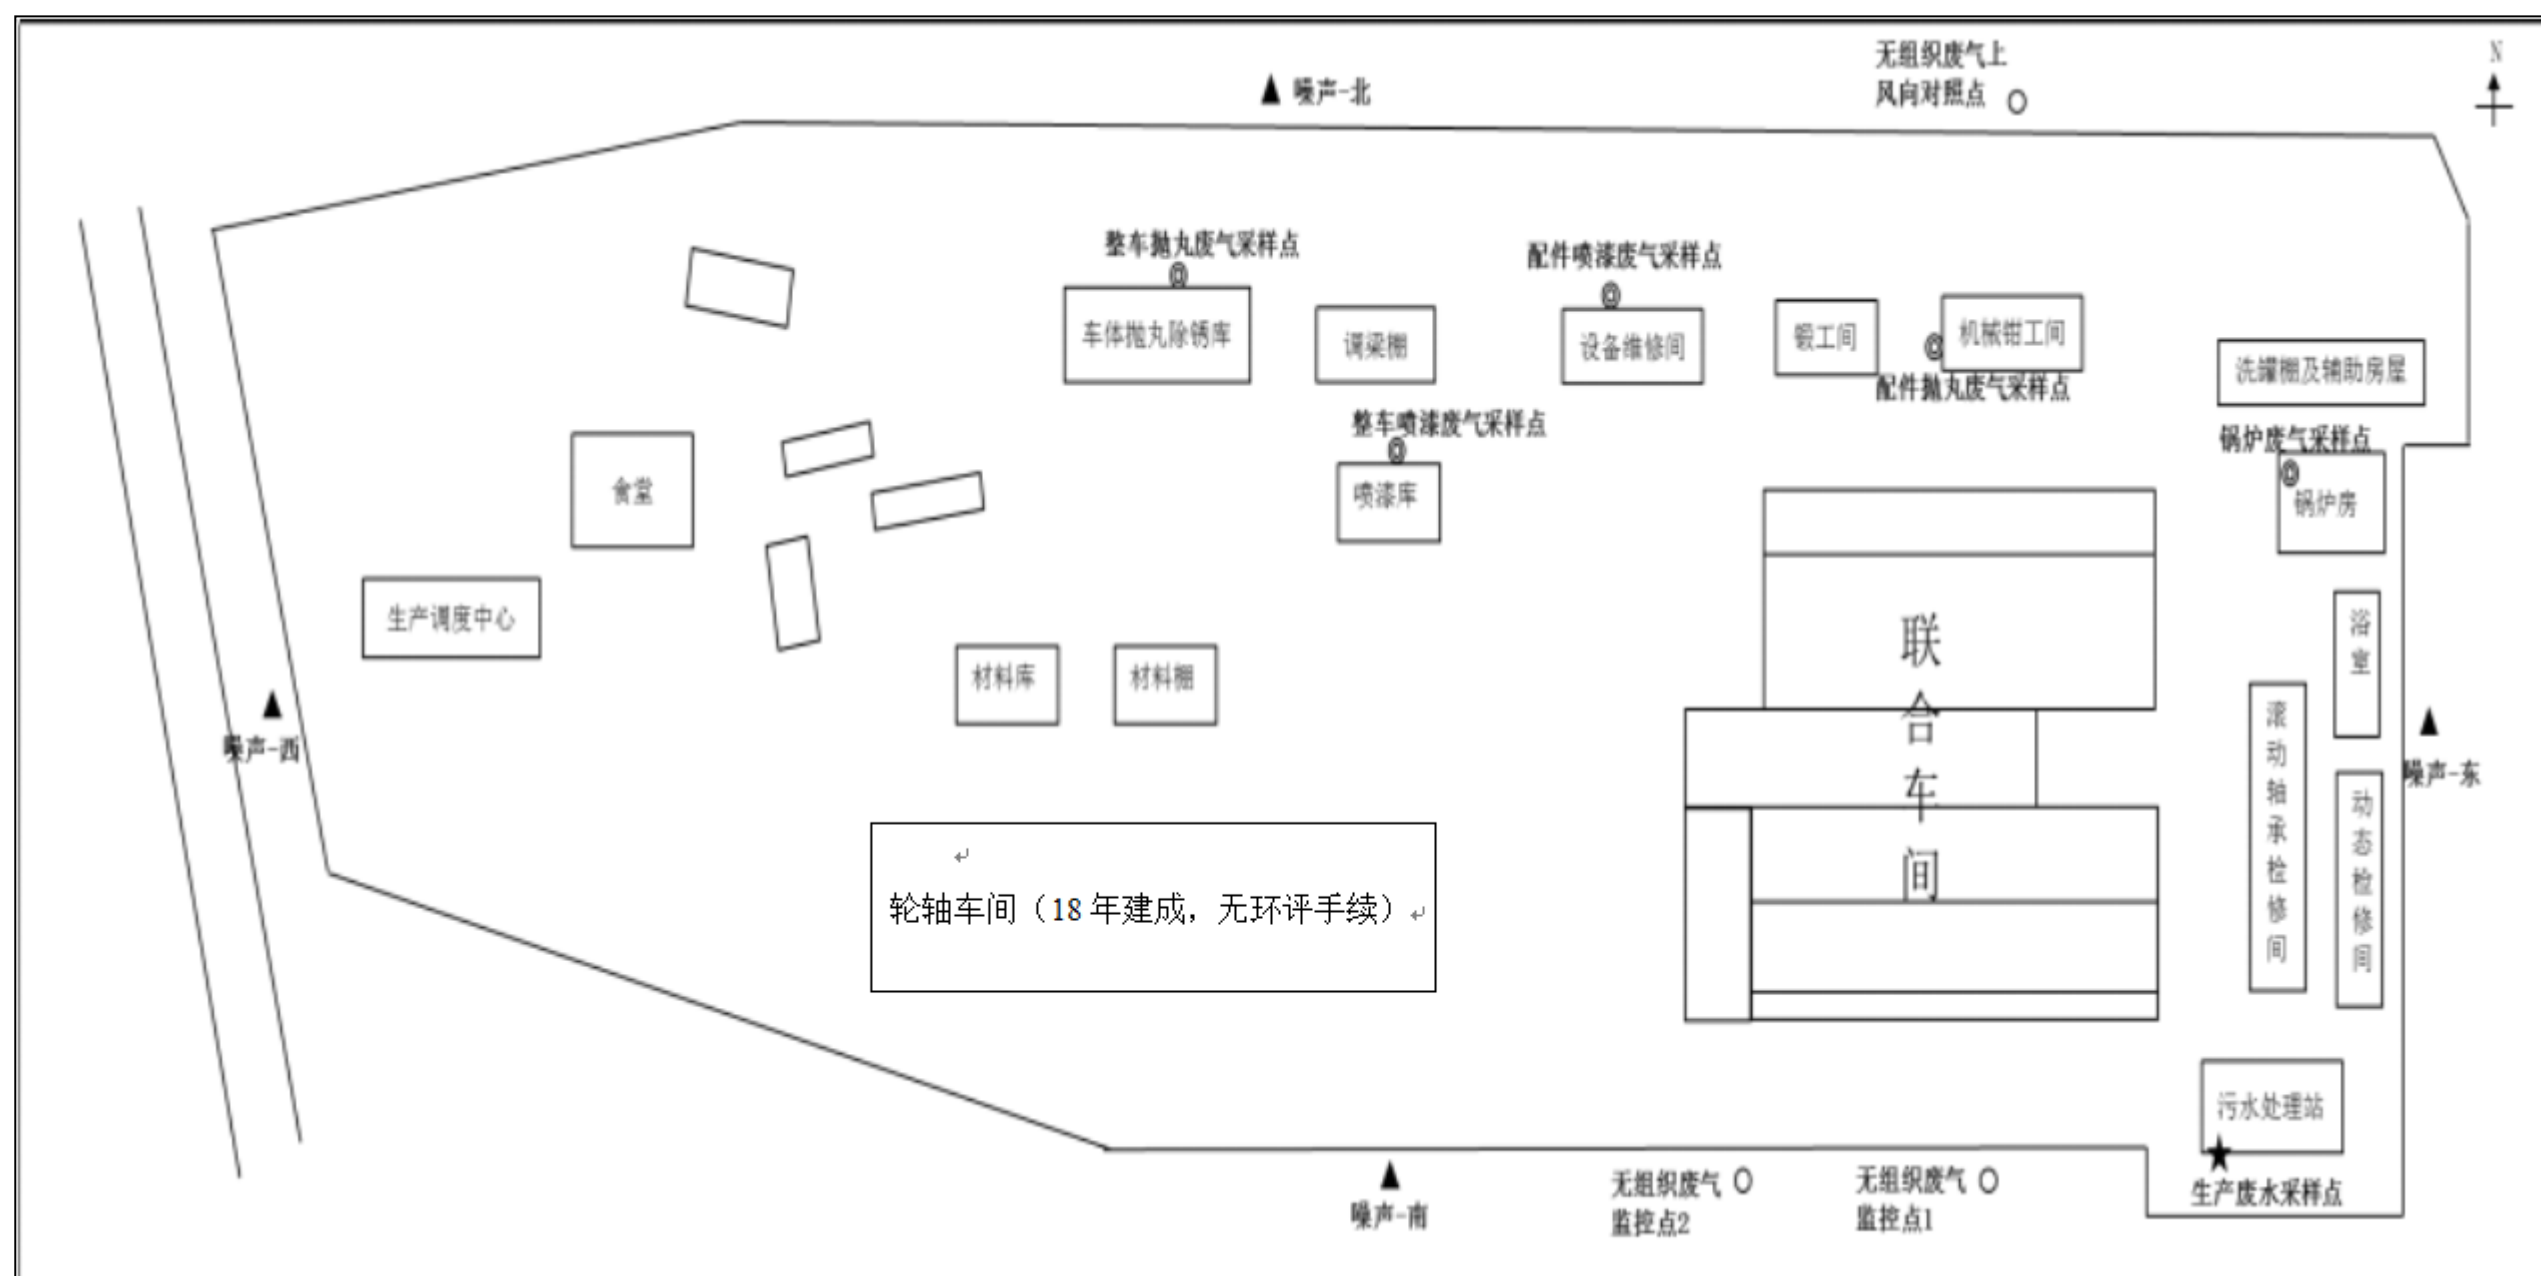 无组织废气上
风向对照点
N
噪声-北
整车抛丸废气采样点
配件喷漆废气采样点
车体抛丸除锈库
调梁棚
设备维修间
锻工间
机械钳工间
配件抛丸废气采样点
洗罐棚及辅助房屋
整车喷漆废气采样点
锅炉废气采样点
食堂
喷漆库
锅炉房
生产调度中心
联合车间
浴室
材料库
材料棚
滚动轴承检修间
噪声-西
噪声-东
动态检修间
轮轴车间（18 年建成，无环评手续）
污水处理站
生产废水采样点
噪声-南
无组织废气
监控点2
无组织废气
监控点1